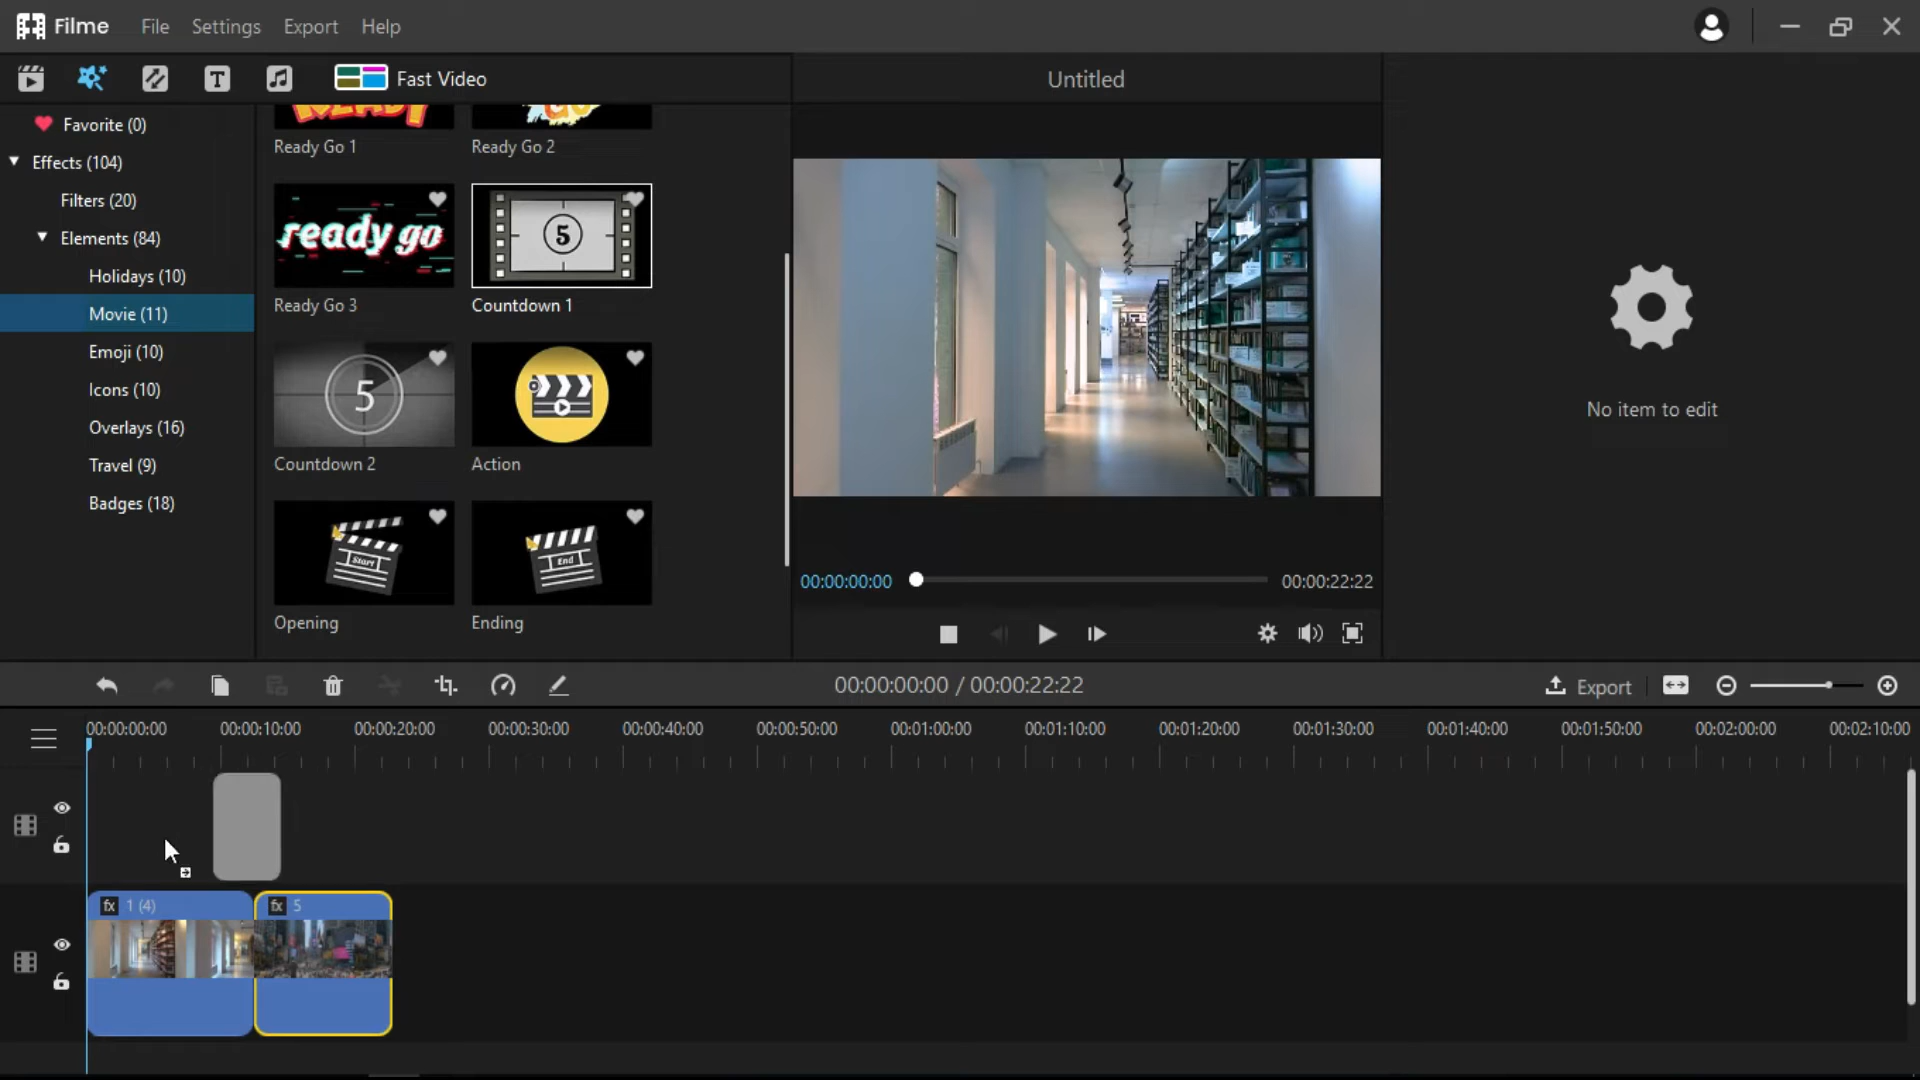 Filme File Settings Export Help
Fast Video
Untitled
Favorite (0)
Effects (104)
Filters (20)
Elements (84)
Holidays (10)
Movie (11)
Emoji (10)
Icons (10)
Overlays (16)
Travel (9)
Badges (18)
READY
GO
Ready Go 1
Ready Go 2
ready go
5
Ready Go 3
Countdown 1
5
Countdown 2
Action
Start
End
Opening
Ending
No item to edit
00:00:00:00
00:00:22:22
00:00:00:00 / 00:00:22:22
Export
00:00:00:00 00:00:10:00 00:00:20:00 00:00:30:00 00:00:40:00 00:00:50:00 00:01:00:00 00:01:10:00 00:01:20:00 00:01:30:00 00:01:40:00 00:01:50:00 00:02:00:00 00:02:10:00
fx 1 (4)
fx 5